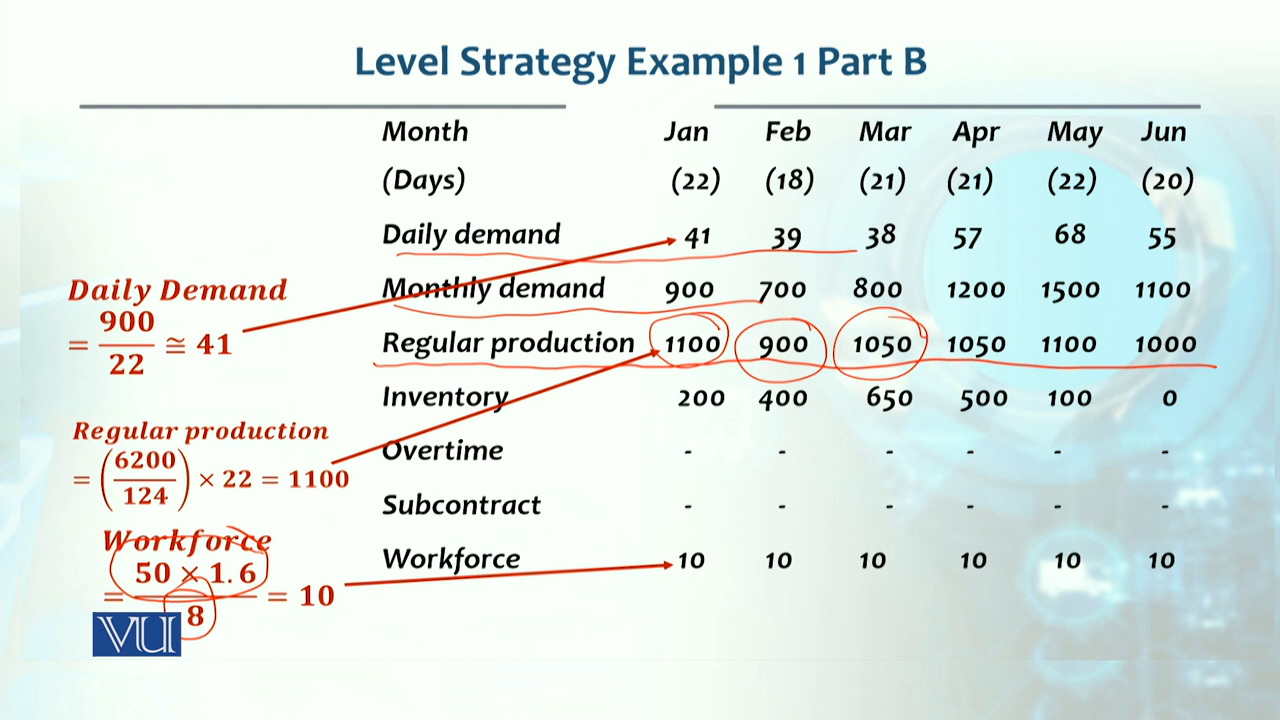 Level Strategy Example 1 Part B
Month Jan Feb Mar Apr May Jun
(Days) (22) (18) (21) (21) (22) (20)
Daily demand 41 39 38 57 68 55
Monthly demand 900 700 800 1200 1500 1100
Regular production 1100 900 1050 1050 1100 1000
Inventory 200 400 650 500 100 0
Overtime - - - - - -
Subcontract - - - - - -
Workforce 10 10 10 10 10 10
Daily Demand
= 900/22 ≅ 41
Regular production
= (6200/124) × 22 = 1100
Workforce
= 50 × 1.6/8 = 10
VU